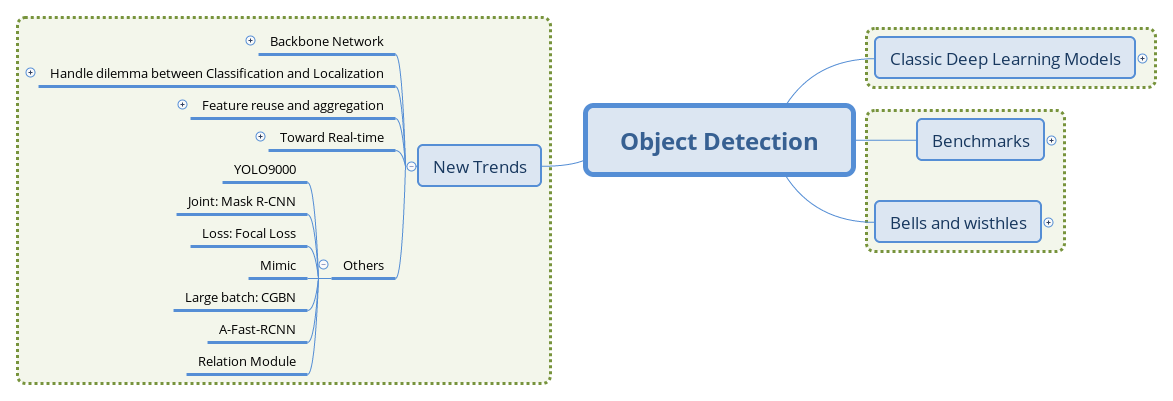 Backbone Network
Handle dilemma between Classification and Localization
Feature reuse and aggregation
Toward Real-time
New Trends
YOLO9000
Joint: Mask R-CNN
Loss: Focal Loss
Mimic
Others
Large batch: CGBN
A-Fast-RCNN
Relation Module
Object Detection
Classic Deep Learning Models
Benchmarks
Bells and wisthles